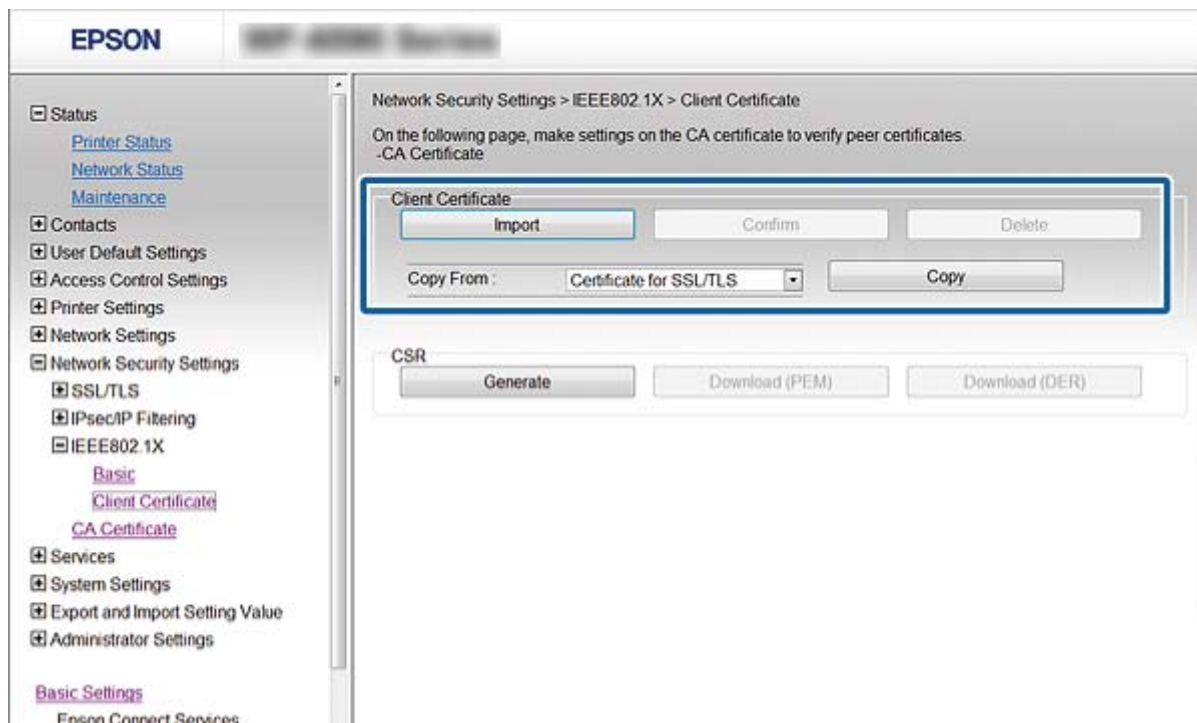 EPSON
Status
Printer Status
Network Status
Maintenance
Contacts
User Default Settings
Access Control Settings
Printer Settings
Network Settings
Network Security Settings
SSL/TLS
IPsec/IP Filtering
IEEE802.1X
Basic
Client Certificate
CA Certificate
Services
System Settings
Export and Import Setting Value
Administrator Settings
Basic Settings
Epson Connect Services
Network Security Settings > IEEE802.1X > Client Certificate
On the following page, make settings on the CA certificate to verify peer certificates.
-CA Certificate
Client Certificate
Import Confirm Delete
Copy From : Certificate for SSL/TLS Copy
CSR
Generate Download (PEM) Download (DER)